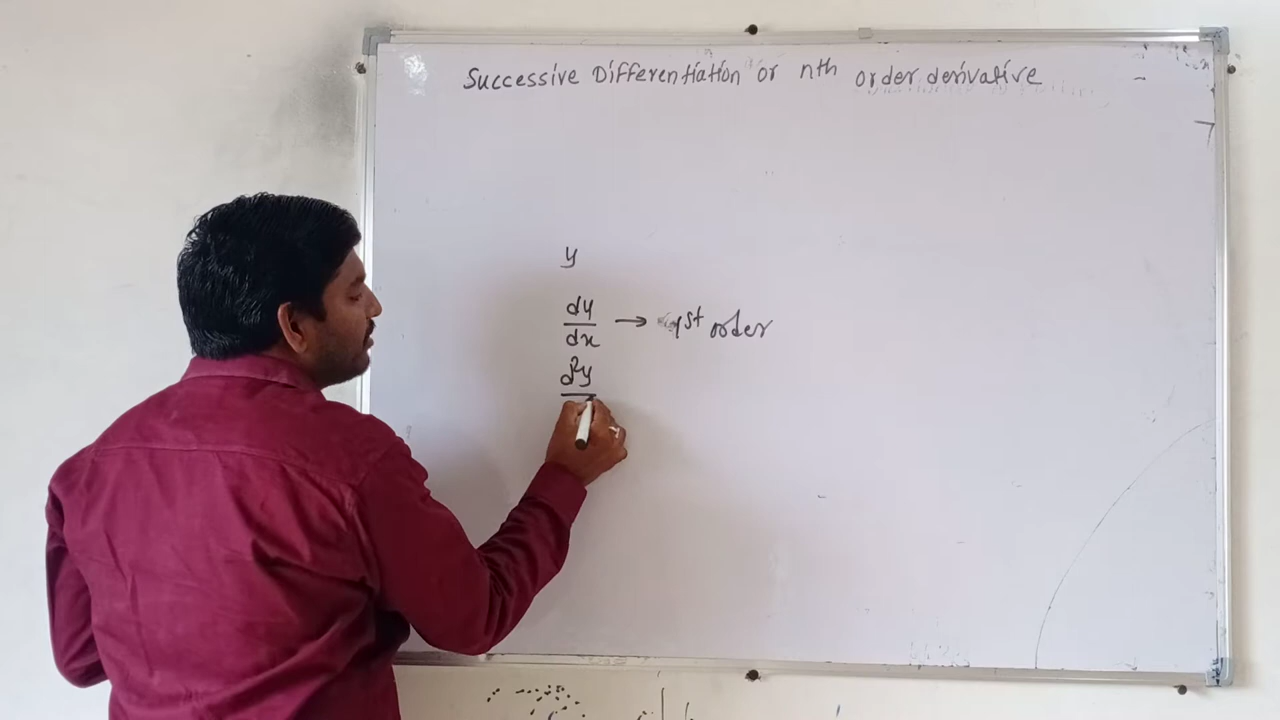 Successive Differentiation or nth order derivative
y
dy/dx → 1st order
d²y